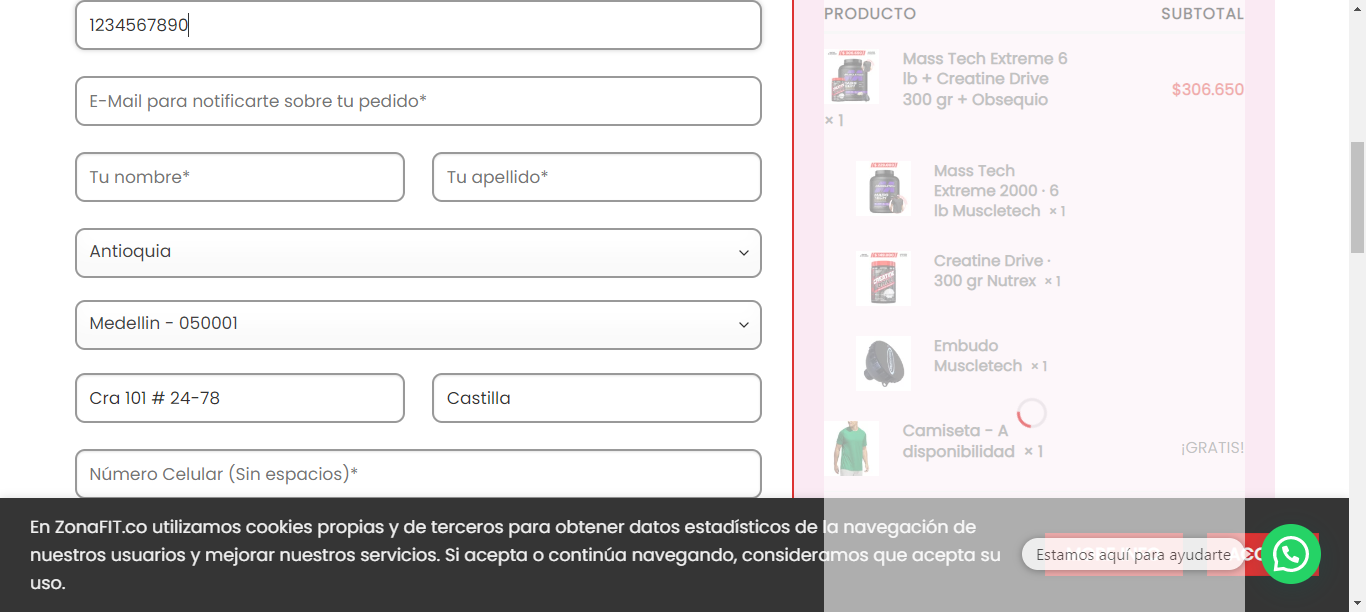 1234567890
E-Mail para notificarte sobre tu pedido*
Tu nombre*
Tu apellido*
Antioquia
Medellin - 050001
Cra 101 # 24-78
Castilla
Número Celular (Sin espacios)*
PRODUCTO
SUBTOTAL
Mass Tech Extreme 6
lb + Creatine Drive
300 gr + Obsequio
× 1
$306.650
Mass Tech
Extreme 2000 · 6
lb Muscletech × 1
Creatine Drive ·
300 gr Nutrex × 1
Embudo
Muscletech × 1
Camiseta - A
disponibilidad × 1
¡GRATIS!
En ZonaFIT.co utilizamos cookies propias y de terceros para obtener datos estadísticos de la navegación de
nuestros usuarios y mejorar nuestros servicios. Si acepta o continúa navegando, consideramos que acepta su
uso.
Estamos aquí para ayudarte